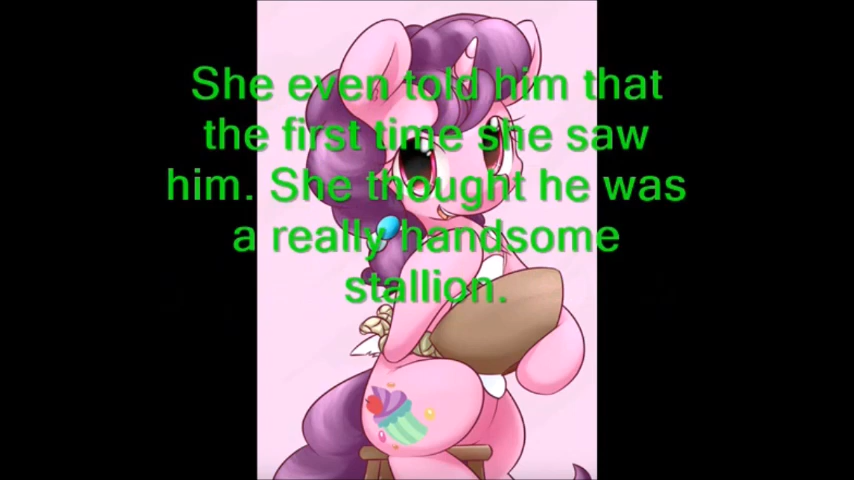 She even told him that
the first time she saw
him. She thought he was
a really handsome
stallion.